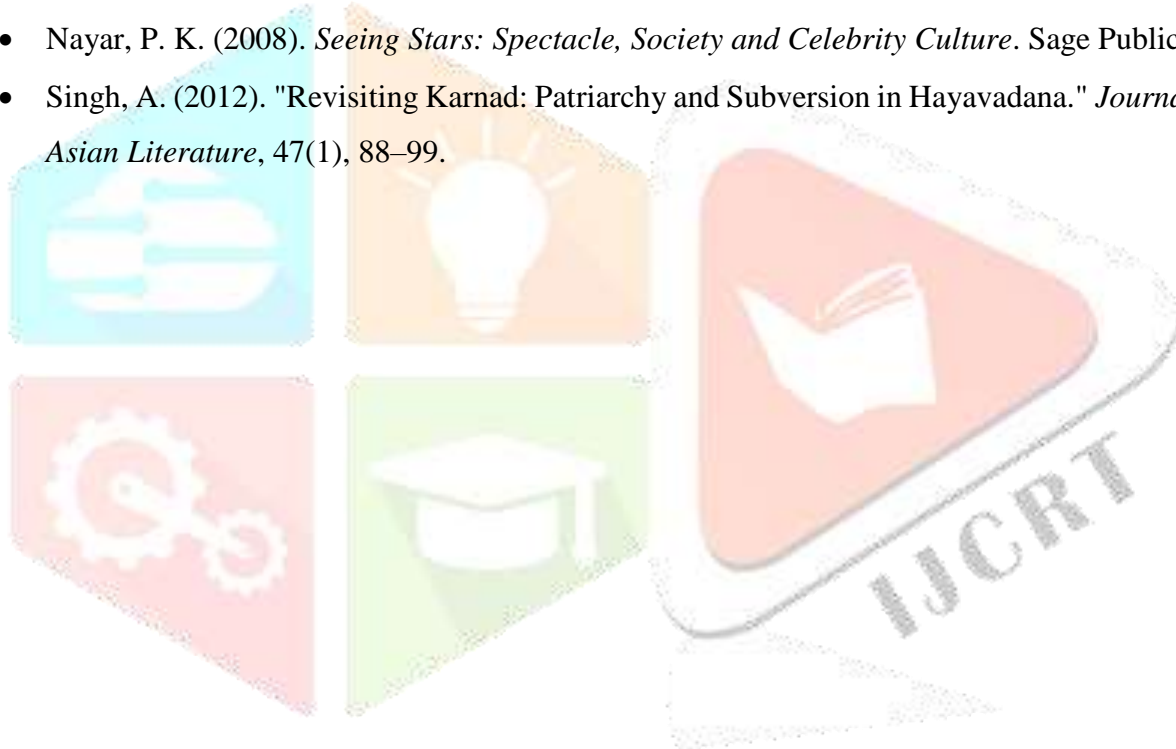 • Nayar, P. K. (2008). Seeing Stars: Spectacle, Society and Celebrity Culture. Sage Public
• Singh, A. (2012). "Revisiting Karnad: Patriarchy and Subversion in Hayavadana." Journa
Asian Literature, 47(1), 88–99.
IJCRT